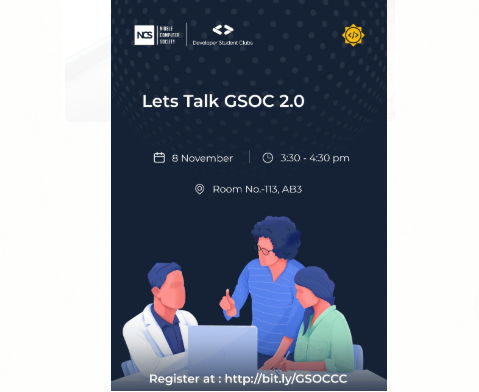 NCS
NIBBLE
COMPUTER
SOCIETY
Developer Student Clubs
Lets Talk GSOC 2.0
8 November
3:30 - 4:30 pm
Room No.-113, AB3
Register at : http://bit.ly/GSOCCC